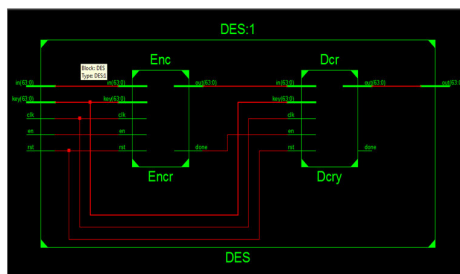 DES:1
Enc
Dcr
Block: DES
Type: DES:1
in(63:0)
in(63:0)
out(63:0)
in(63:0)
out(63:0)
out(63:0)
key(63:0)
key(63:0)
key(63:0)
clk
clk
clk
en
en
en
rst
rst
done
rst
done
Encr
Dcry
DES